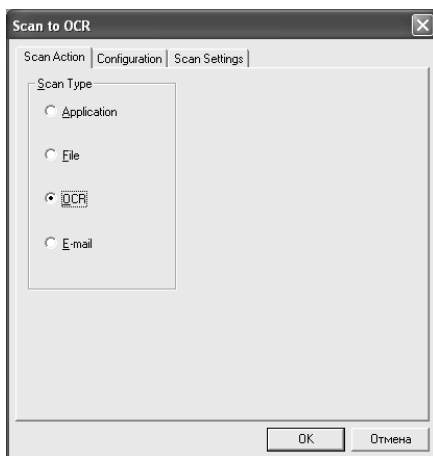 Scan to OCR
Scan Action Configuration Scan Settings
Scan Type
Application
File
OCR
E-mail
OK Отмена